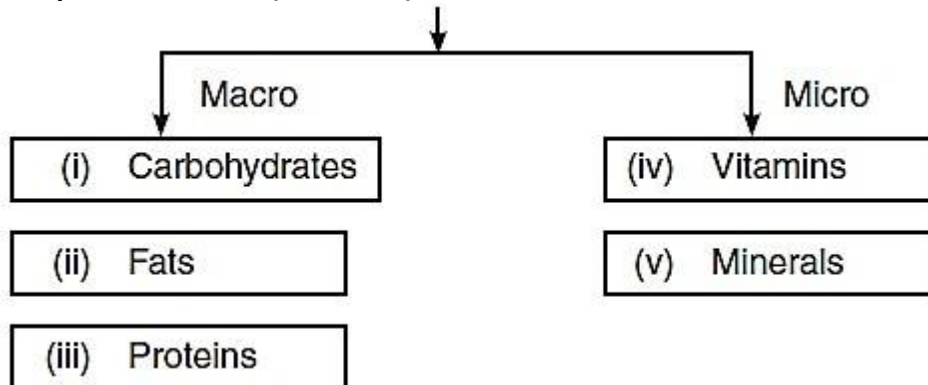 Macro
Micro
(i) Carbohydrates
(iv) Vitamins
(ii) Fats
(v) Minerals
(iii) Proteins